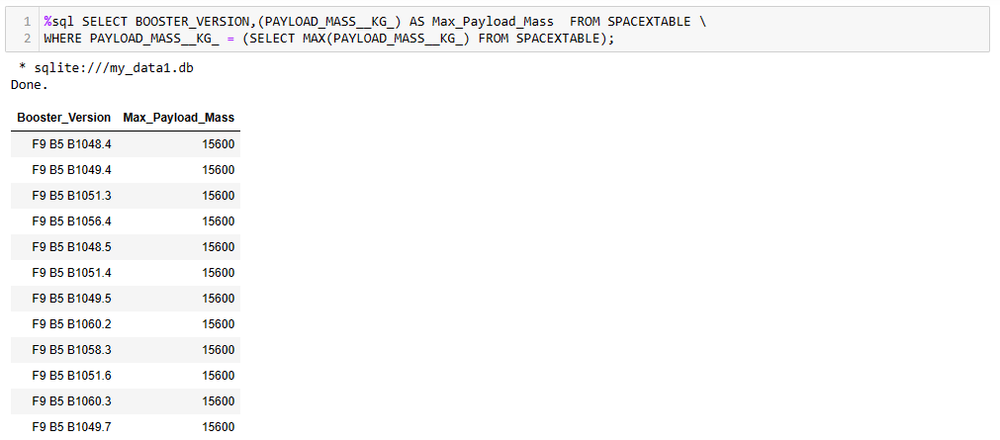 1 %sql SELECT BOOSTER_VERSION,(PAYLOAD_MASS__KG_) AS Max_Payload_Mass  FROM SPACEXTABLE \
2 WHERE PAYLOAD_MASS__KG_ = (SELECT MAX(PAYLOAD_MASS__KG_) FROM SPACEXTABLE);
* sqlite:///my_data1.db
Done.
Booster_Version Max_Payload_Mass
F9 B5 B1048.4 15600
F9 B5 B1049.4 15600
F9 B5 B1051.3 15600
F9 B5 B1056.4 15600
F9 B5 B1048.5 15600
F9 B5 B1051.4 15600
F9 B5 B1049.5 15600
F9 B5 B1060.2 15600
F9 B5 B1058.3 15600
F9 B5 B1051.6 15600
F9 B5 B1060.3 15600
F9 B5 B1049.7 15600